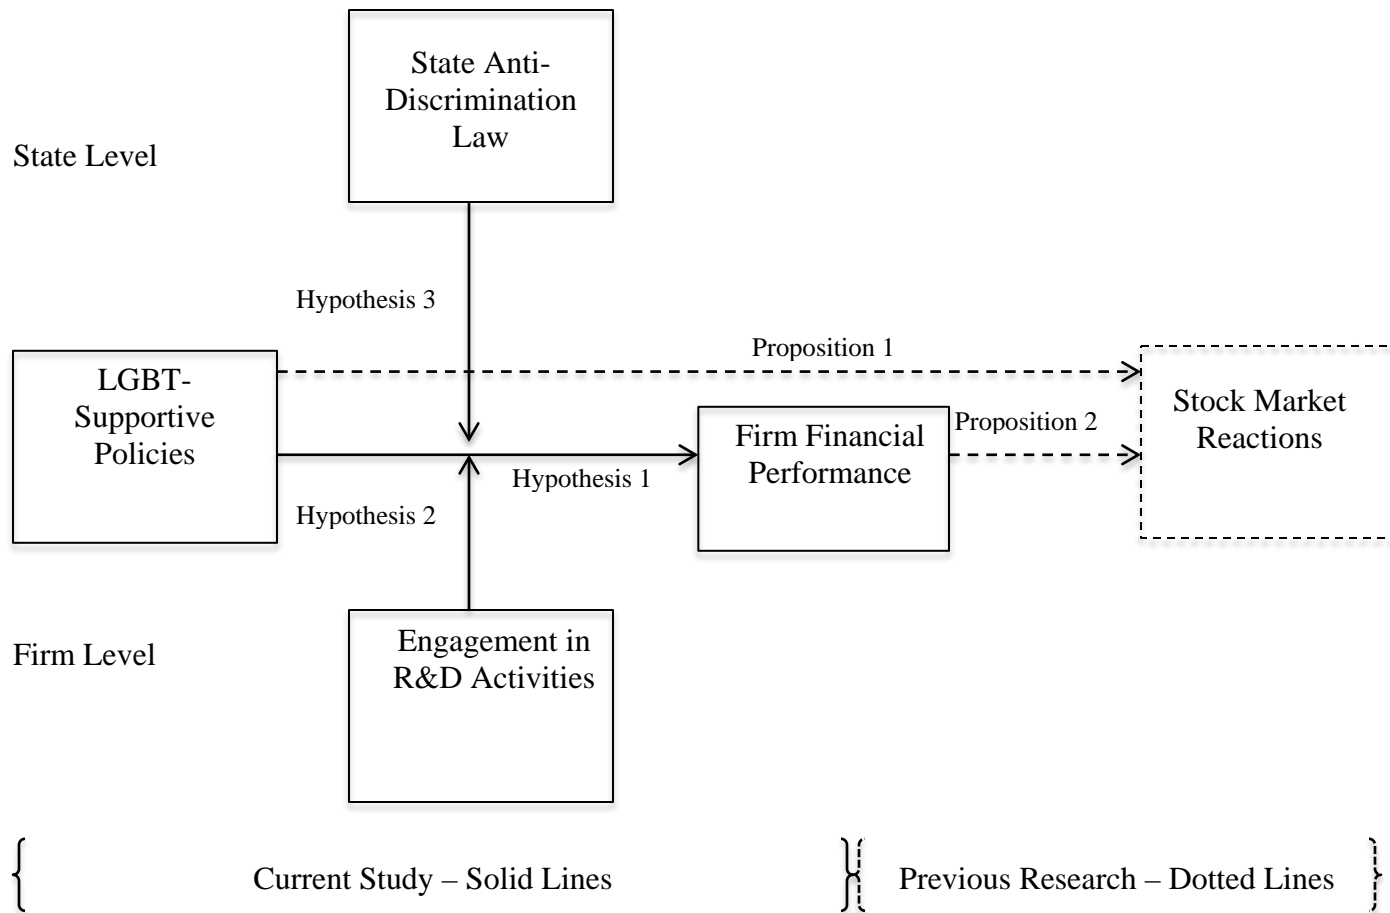 State Anti-
Discrimination
Law
State Level
Hypothesis 3
Proposition 1
LGBT-
Supportive
Policies
Stock Market
Reactions
Proposition 2
Firm Financial
Performance
Hypothesis 1
Hypothesis 2
Engagement in
R&D Activities
Firm Level
Current Study – Solid Lines
Previous Research – Dotted Lines